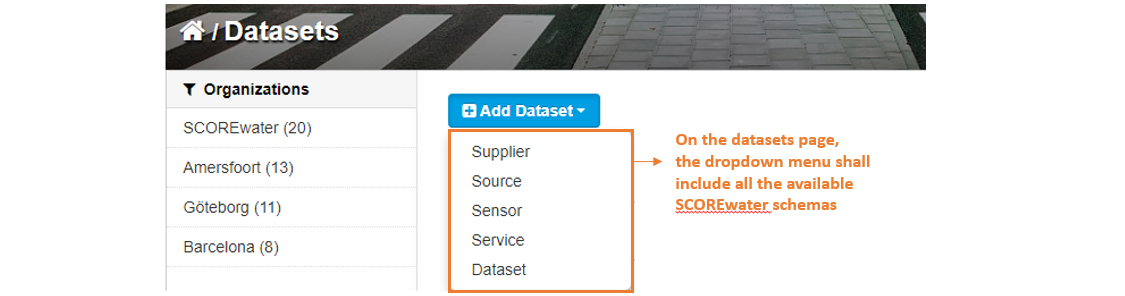 / Datasets
Organizations
SCOREwater (20)
Amersfoort (13)
Göteborg (11)
Barcelona (8)
Add Dataset
Supplier
Source
Sensor
Service
Dataset
On the datasets page,
the dropdown menu shall
include all the available
SCOREwater schemas